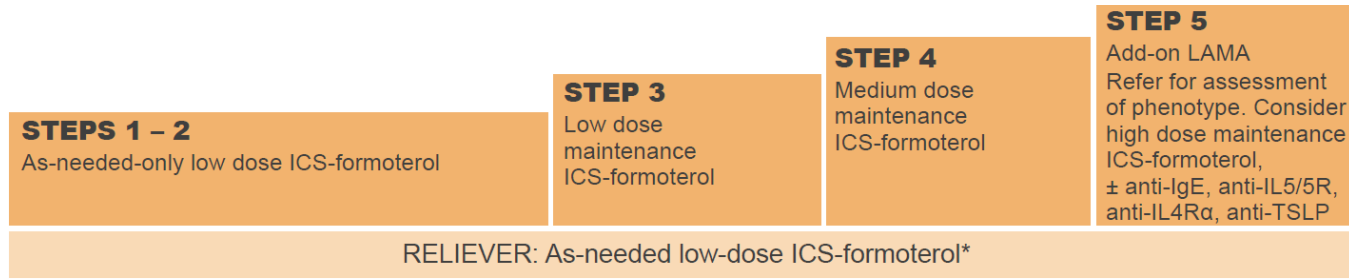 STEPS 1 – 2
As-needed-only low dose ICS-formoterol
STEP 3
Low dose
maintenance
ICS-formoterol
STEP 4
Medium dose
maintenance
ICS-formoterol
STEP 5
Add-on LAMA
Refer for assessment
of phenotype. Consider
high dose maintenance
ICS-formoterol,
± anti-IgE, anti-IL5/5R,
anti-IL4Rα, anti-TSLP
RELIEVER: As-needed low-dose ICS-formoterol*